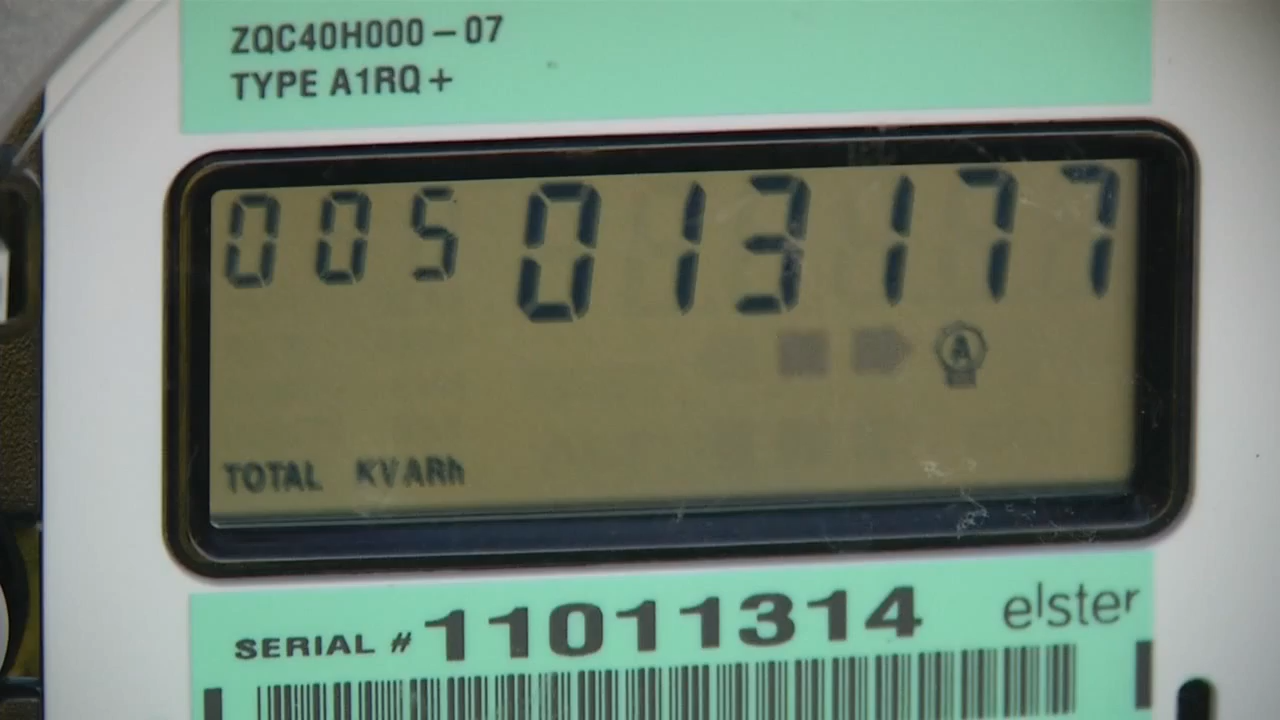 ZQC40H000-07
TYPE A1RQ+
005 013177
A
TOTAL KVARh
SERIAL # 11011314
elster